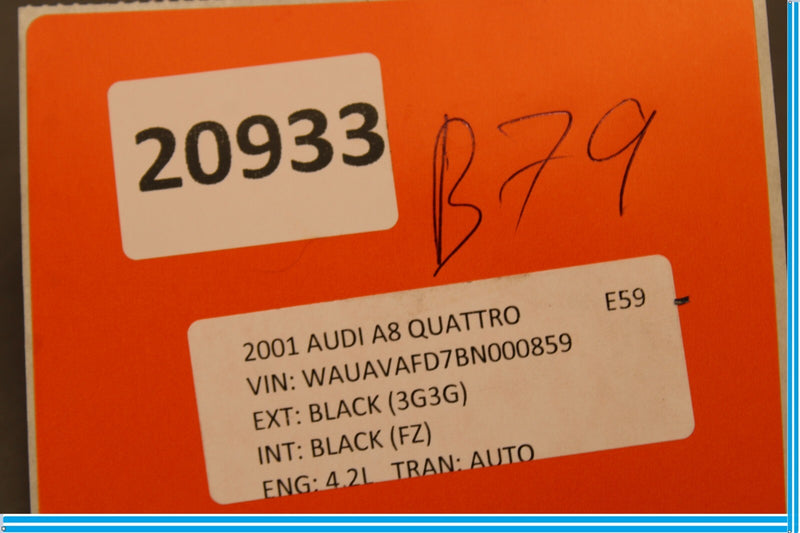 20933
B79
2001 AUDI A8 QUATTRO E59
VIN: WAUAVAFD7BN000859
EXT: BLACK (3G3G)
INT: BLACK (FZ)
ENG: 4.2L TRAN: AUTO